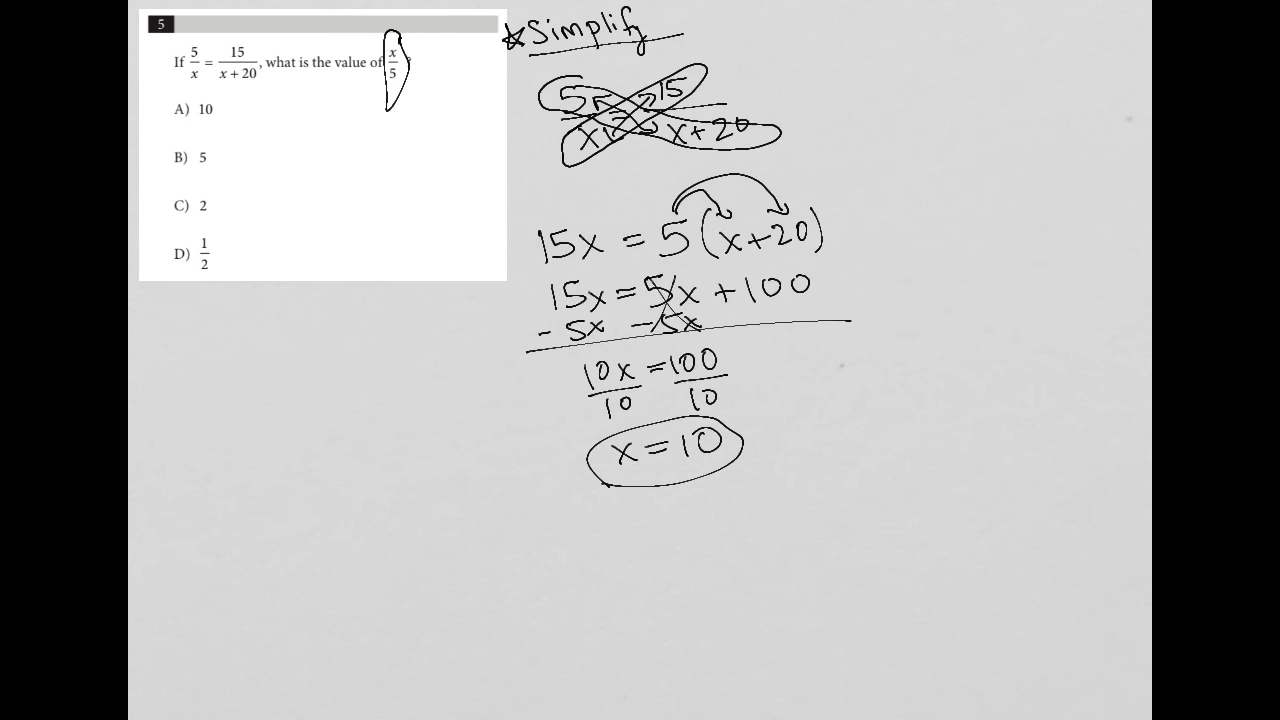 5
If 5/x = 15/(x + 20), what is the value of x/5
A) 10
B) 5
C) 2
D) 1/2
Simplify
5 15
x x + 20
15x = 5(x+20)
15x = 5x + 100
- 5x - 5x
10x = 100
10 10
x = 10